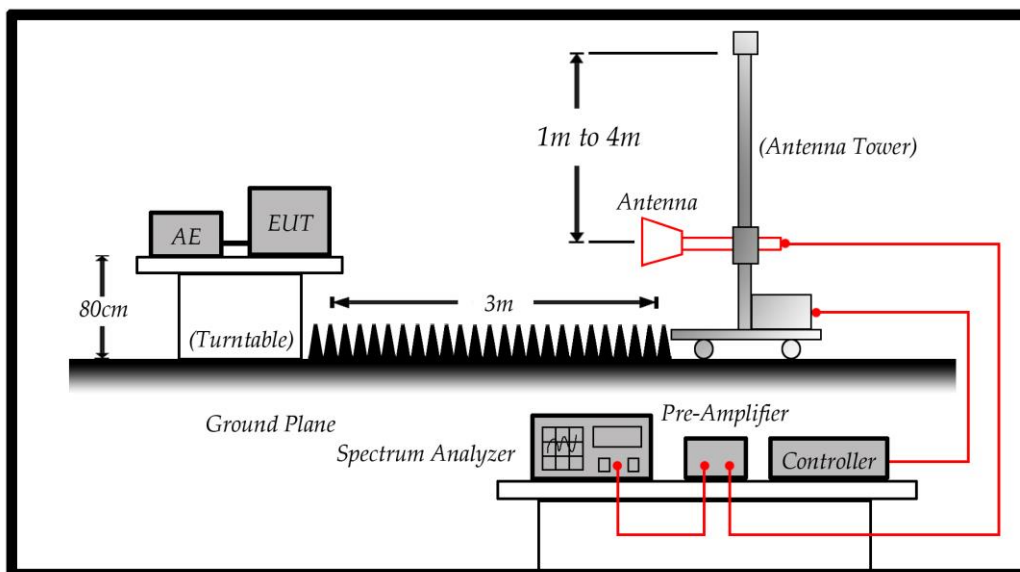 1m to 4m
(Antenna Tower)
Antenna
AE
EUT
80cm
3m
(Turntable)
Ground Plane
Pre-Amplifier
Spectrum Analyzer
Controller